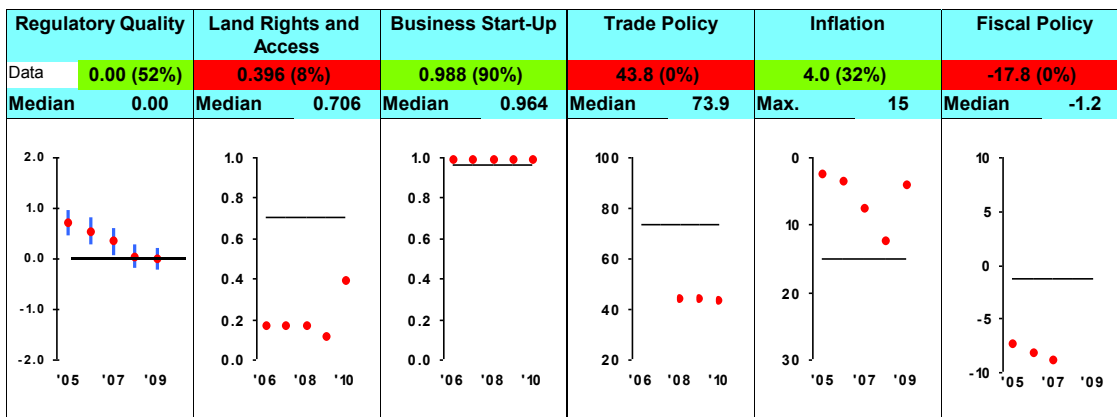 Regulatory Quality
Land Rights and
Access
Business Start-Up
Trade Policy
Inflation
Fiscal Policy
Data 0.00 (52%)
0.396 (8%)
0.988 (90%)
43.8 (0%)
4.0 (32%)
-17.8 (0%)
Median 0.00
Median 0.706
Median 0.964
Median 73.9
Max. 15
Median -1.2
2.0
1.0
0.0
-1.0
-2.0
'05 '07 '09
1.0
0.8
0.6
0.4
0.2
0.0
'06 '08 '10
1.0
0.8
0.6
0.4
0.2
0.0
'06 '08 '10
100
80
60
40
20
'06 '08 '10
0
10
20
30
'05 '07 '09
10
5
0
-5
-10
'05 '07 '09